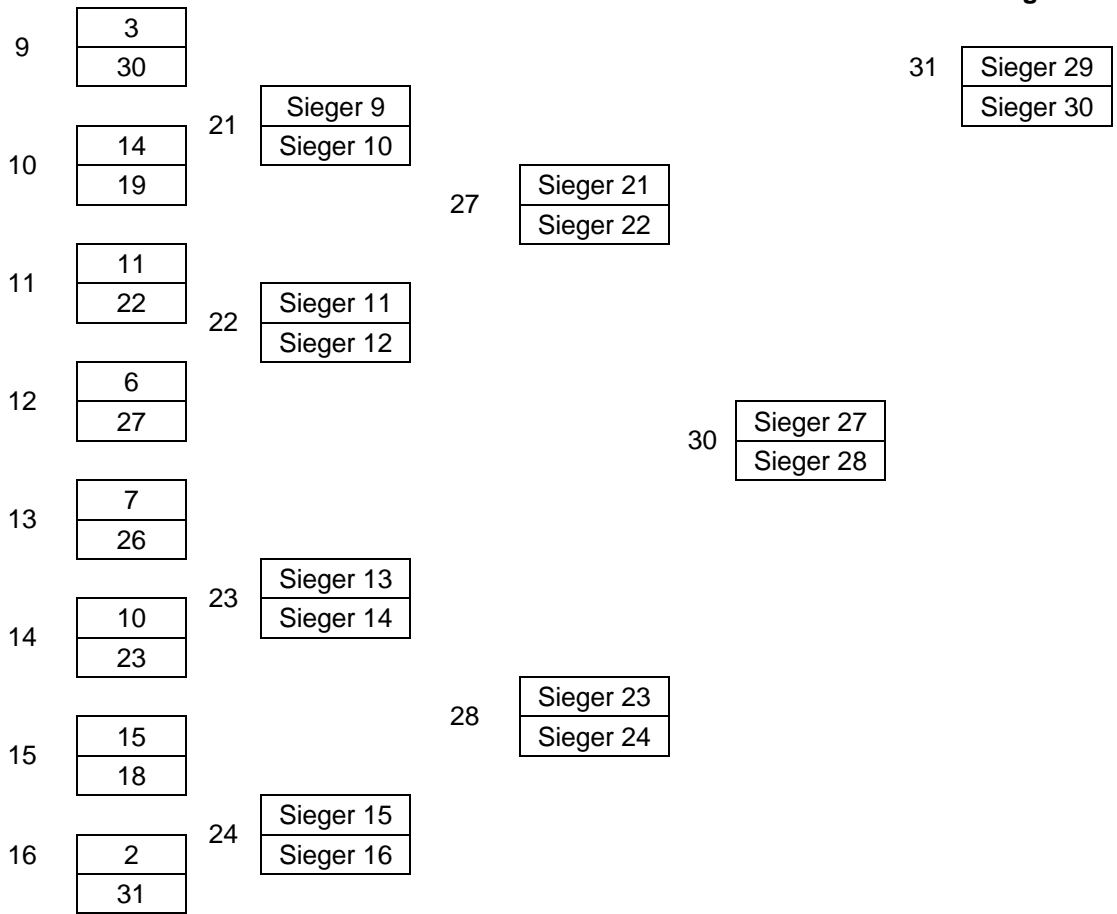 9
3
30
31
Sieger 29
Sieger 30
21
Sieger 9
Sieger 10
10
14
19
27
Sieger 21
Sieger 22
11
11
22
22
Sieger 11
Sieger 12
12
6
27
30
Sieger 27
Sieger 28
13
7
26
23
Sieger 13
Sieger 14
14
10
23
28
Sieger 23
Sieger 24
15
15
18
24
Sieger 15
Sieger 16
16
2
31